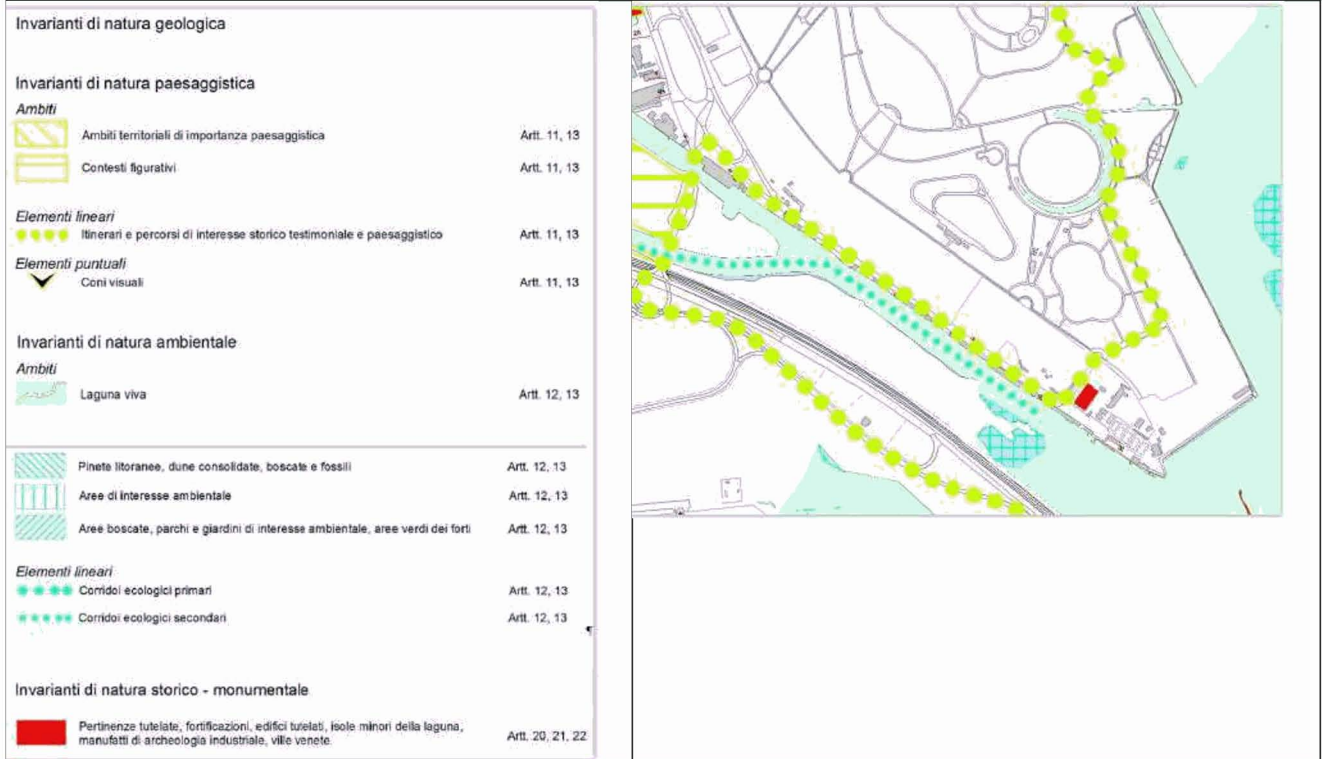 Invarianti di natura geologica
Invarianti di natura paesaggistica
Ambiti
Ambiti territoriali di importanza paesaggistica Artt. 11, 13
Contesti figurativi Artt. 11, 13
Elementi lineari
Itinerari e percorsi di interesse storico testimoniale e paesaggistico Artt. 11, 13
Elementi puntuali
Coni visuali Artt. 11, 13
Invarianti di natura ambientale
Ambiti
Laguna viva Artt. 12, 13
Pinete litoranee, dune consolidate, boscate e fossili Artt. 12, 13
Aree di interesse ambientale Artt. 12, 13
Aree boscate, parchi e giardini di interesse ambientale, aree verdi dei forti Artt. 12, 13
Elementi lineari
Corridoi ecologici primari Artt. 12, 13
Corridoi ecologici secondari Artt. 12, 13
¶
Invarianti di natura storico - monumentale
Pertinenze tutelate, fortificazioni, edifici tutelati, isole minori della laguna,
manufatti di archeologia industriale, ville venete Artt. 20, 21, 22